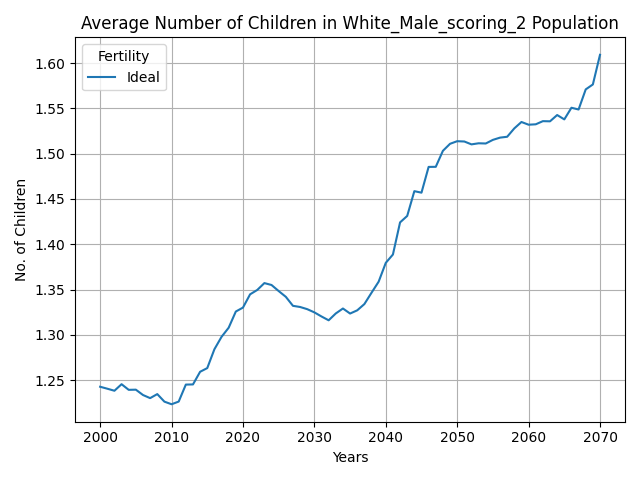 Average Number of Children in White_Male_scoring_2 Population
Fertility
Ideal
No. of Children
1.60
1.55
1.50
1.45
1.40
1.35
1.30
1.25
2000 2010 2020 2030 2040 2050 2060 2070
Years